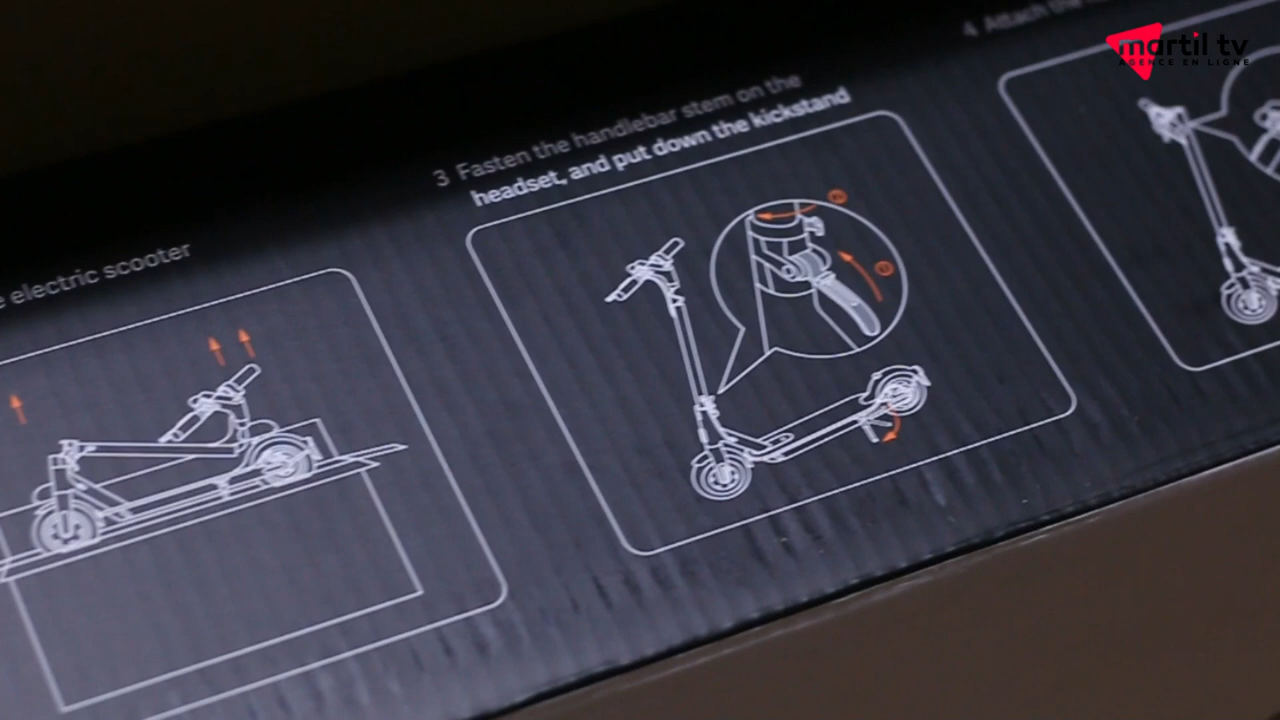 e electric scooter
3 Fasten the handlebar stem on the
headset, and put down the kickstand
4 Attach the
martil tv
AGENCE EN LIGNE